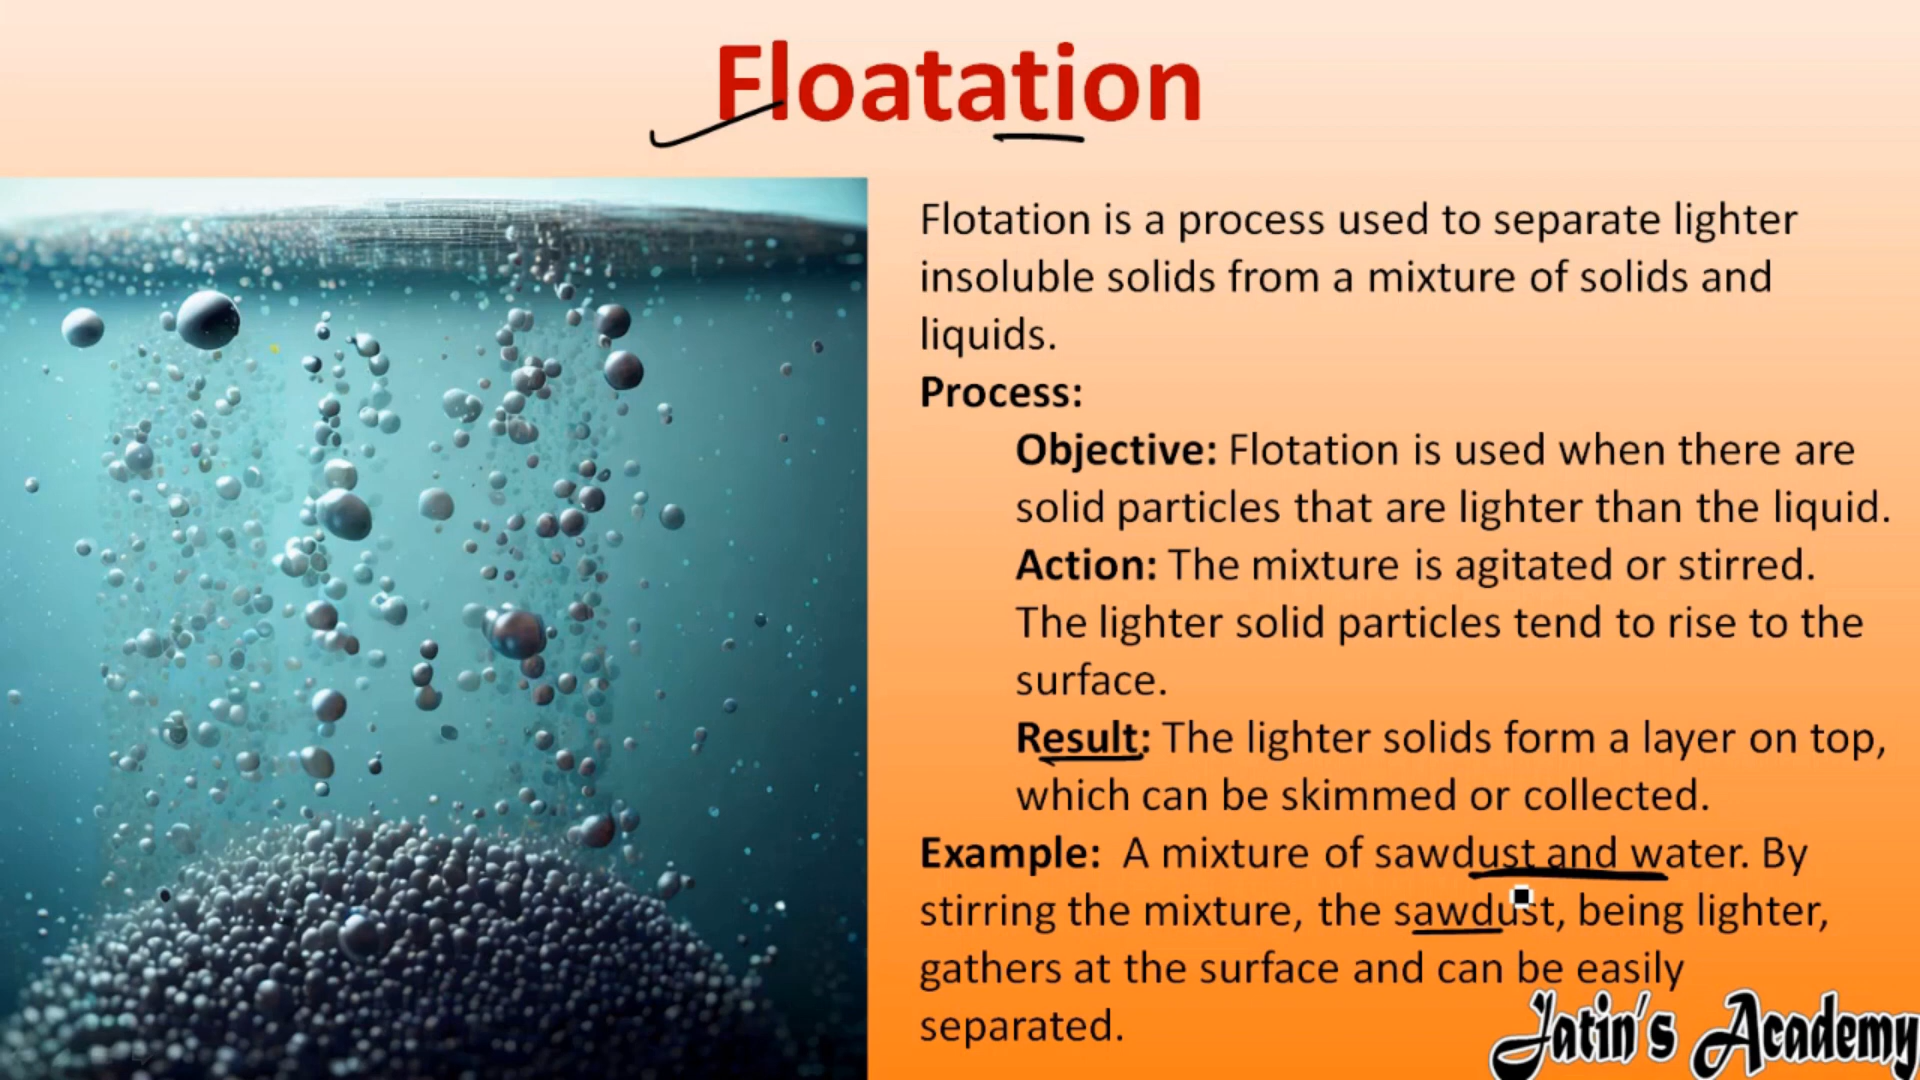 Floatation
Flotation is a process used to separate lighter
insoluble solids from a mixture of solids and
liquids.
Process:
Objective: Flotation is used when there are
solid particles that are lighter than the liquid.
Action: The mixture is agitated or stirred.
The lighter solid particles tend to rise to the
surface.
Result: The lighter solids form a layer on top,
which can be skimmed or collected.
Example: A mixture of sawdust and water. By
stirring the mixture, the sawdust, being lighter,
gathers at the surface and can be easily
separated.
Jatin's Academy